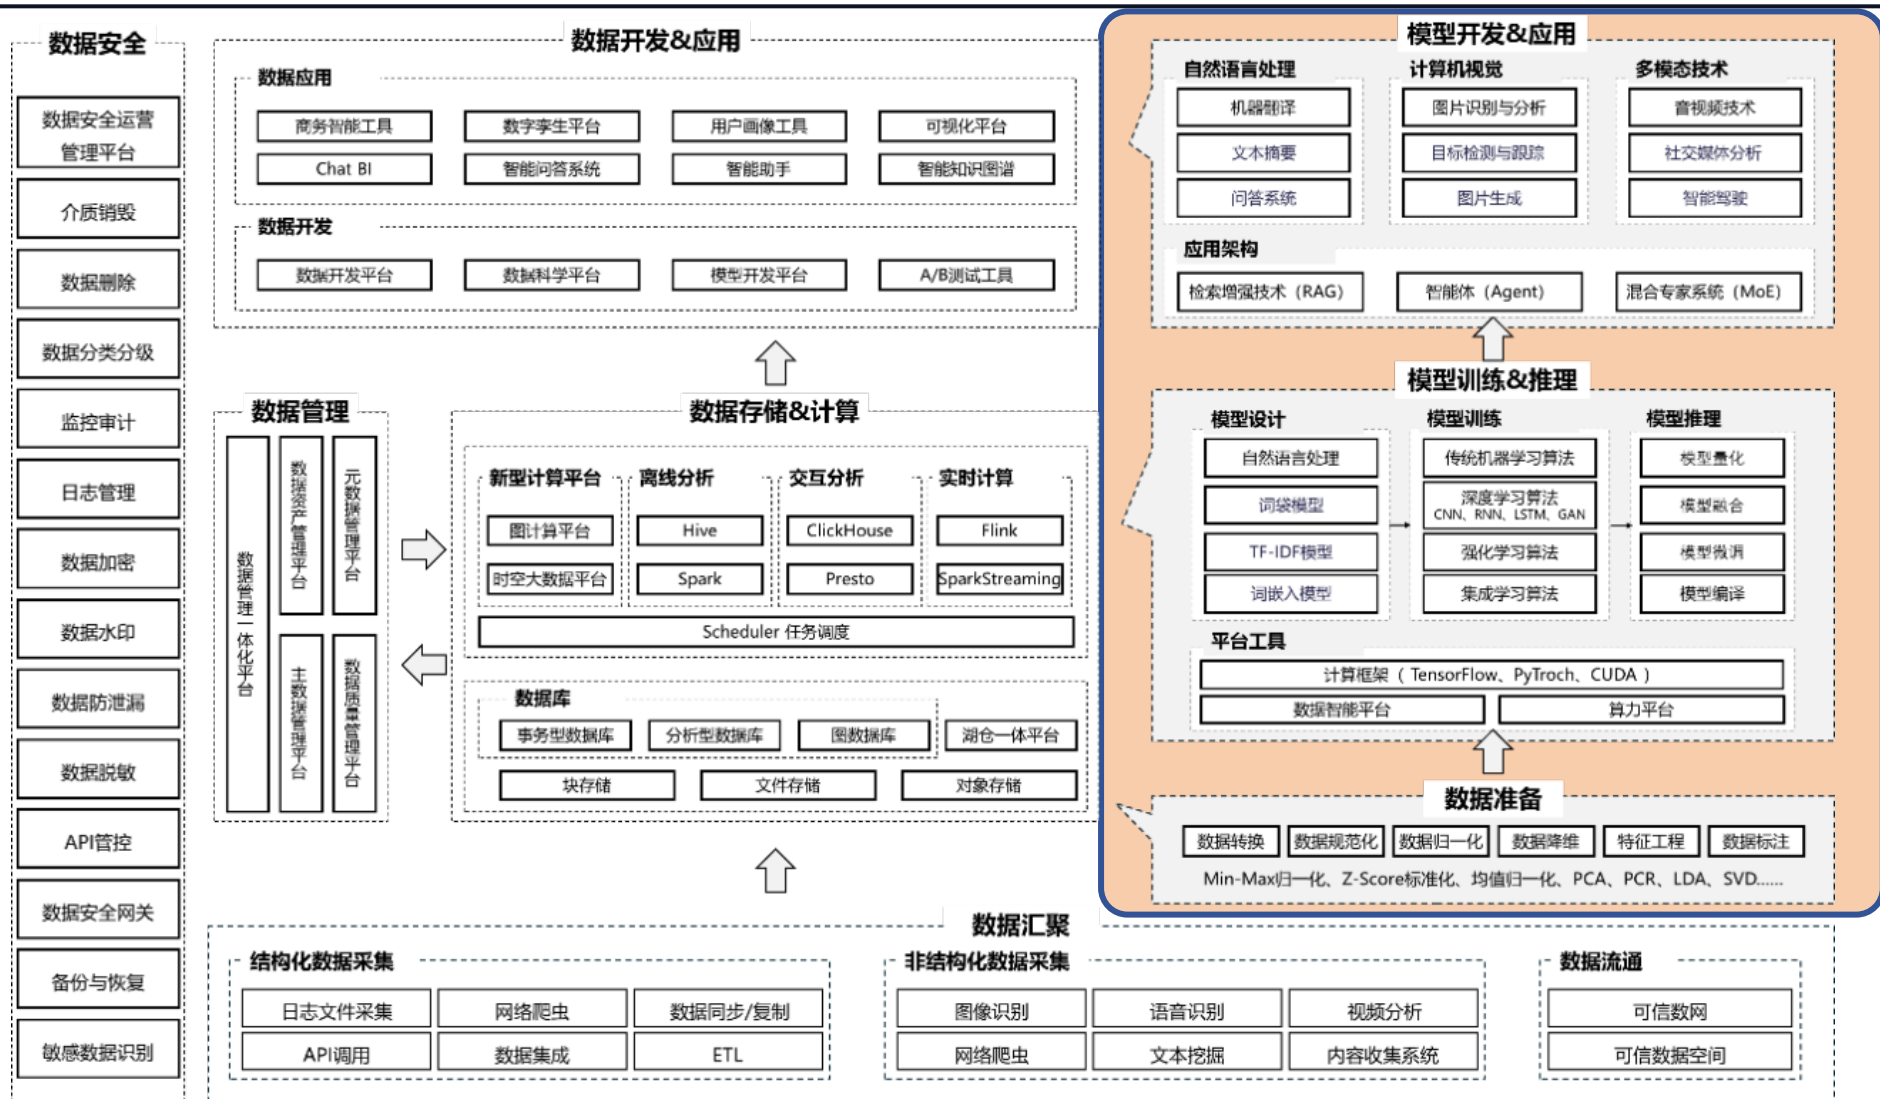 数据安全
数据安全运营
管理平台
介质销毁
数据删除
数据分类分级
监控审计
日志管理
数据加密
数据水印
数据防泄漏
数据脱敏
API管控
数据安全网关
备份与恢复
敏感数据识别
数据开发&应用
数据应用
商务智能工具
数字孪生平台
用户画像工具
可视化平台
Chat BI
智能问答系统
智能助手
智能知识图谱
数据开发
数据开发平台
数据科学平台
模型开发平台
A/B测试工具
数据管理
数据管理一体化平台
数据资产管理平台
元数据管理平台
主数据管理平台
数据质量管理平台
数据存储&计算
新型计算平台
离线分析
交互分析
实时计算
图计算平台
Hive
ClickHouse
Flink
时空大数据平台
Spark
Presto
SparkStreaming
Scheduler 任务调度
数据库
事务型数据库
分析型数据库
图数据库
湖仓一体平台
块存储
文件存储
对象存储
模型开发&应用
自然语言处理
计算机视觉
多模态技术
机器翻译
图片识别与分析
音视频技术
文本摘要
目标检测与跟踪
社交媒体分析
问答系统
图片生成
智能驾驶
应用架构
检索增强技术（RAG）
智能体（Agent）
混合专家系统（MoE）
模型训练&推理
模型设计
模型训练
模型推理
自然语言处理
传统机器学习算法
模型量化
词袋模型
深度学习算法
CNN、RNN、LSTM、GAN
模型融合
TF-IDF模型
强化学习算法
模型微调
词嵌入模型
集成学习算法
模型编译
平台工具
计算框架（ TensorFlow、PyTroch、CUDA ）
数据智能平台
算力平台
数据准备
数据转换
数据规范化
数据归一化
数据降维
特征工程
数据标注
Min-Max归一化、Z-Score标准化、均值归一化、PCA、PCR、LDA、SVD......
数据汇聚
结构化数据采集
日志文件采集
网络爬虫
数据同步/复制
API调用
数据集成
ETL
非结构化数据采集
图像识别
语音识别
视频分析
网络爬虫
文本挖掘
内容收集系统
数据流通
可信数网
可信数据空间